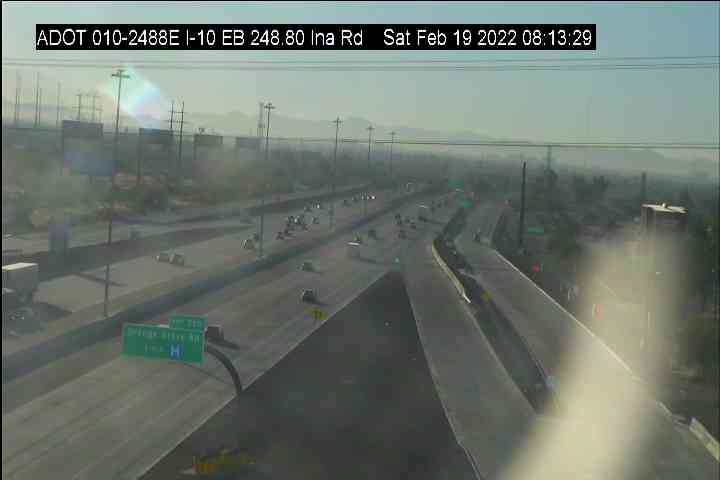 ADOT 010-2488E I-10 EB 248.80 Ina Rd Sat Feb 19 2022 08:13:29
Orange Grove Rd
H